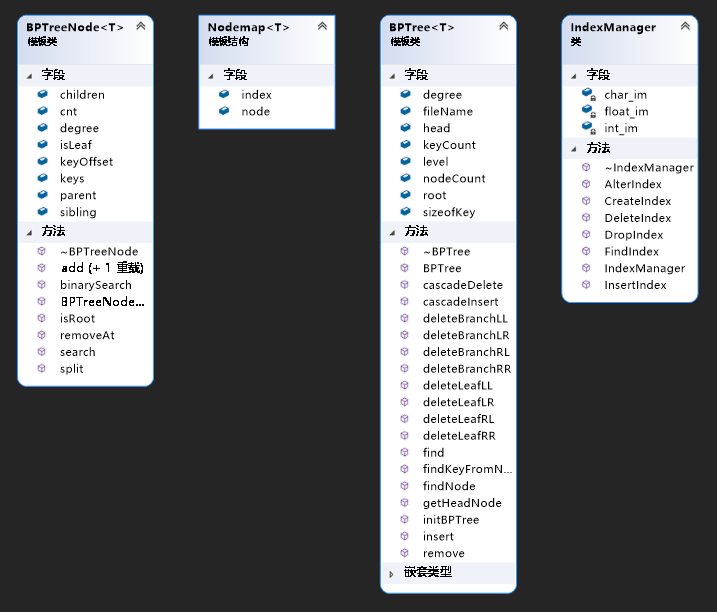 BPTreeNode<T>
模板类
字段
children
cnt
degree
isLeaf
keyOffset
keys
parent
sibling
方法
~BPTreeNode
add (+ 1 重载)
binarySearch
BPTreeNode...
isRoot
removeAt
search
split
Nodemap<T>
模板结构
字段
index
node
BPTree<T>
模板类
字段
degree
fileName
head
keyCount
level
nodeCount
root
sizeofKey
方法
~BPTree
BPTree
cascadeDelete
cascadeInsert
deleteBranchLL
deleteBranchLR
deleteBranchRL
deleteBranchRR
deleteLeafLL
deleteLeafLR
deleteLeafRL
deleteLeafRR
find
findKeyFromN...
findNode
getHeadNode
initBPTree
insert
remove
嵌套类型
IndexManager
类
字段
char_im
float_im
int_im
方法
~IndexManager
AlterIndex
CreateIndex
DeleteIndex
DropIndex
FindIndex
IndexManager
InsertIndex